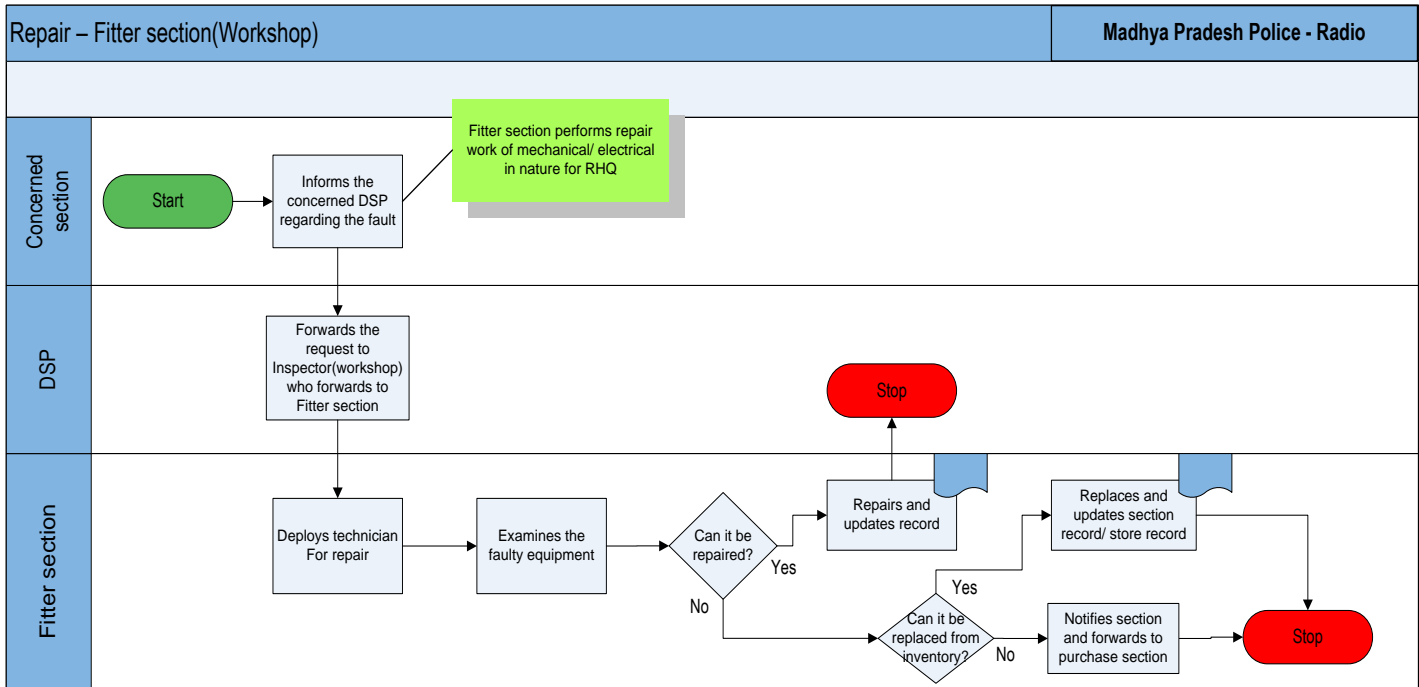 Repair – Fitter section(Workshop)
Madhya Pradesh Police - Radio
Concerned
section
Start
Informs the
concerned DSP
regarding the fault
Fitter section performs repair
work of mechanical/ electrical
in nature for RHQ
DSP
Forwards the
request to
Inspector(workshop)
who forwards to
Fitter section
Stop
Fitter section
Deploys technician
For repair
Examines the
faulty equipment
Can it be
repaired?
Yes
No
Repairs and
updates record
Can it be
replaced from
inventory?
Yes
No
Replaces and
updates section
record/ store record
Notifies section
and forwards to
purchase section
Stop